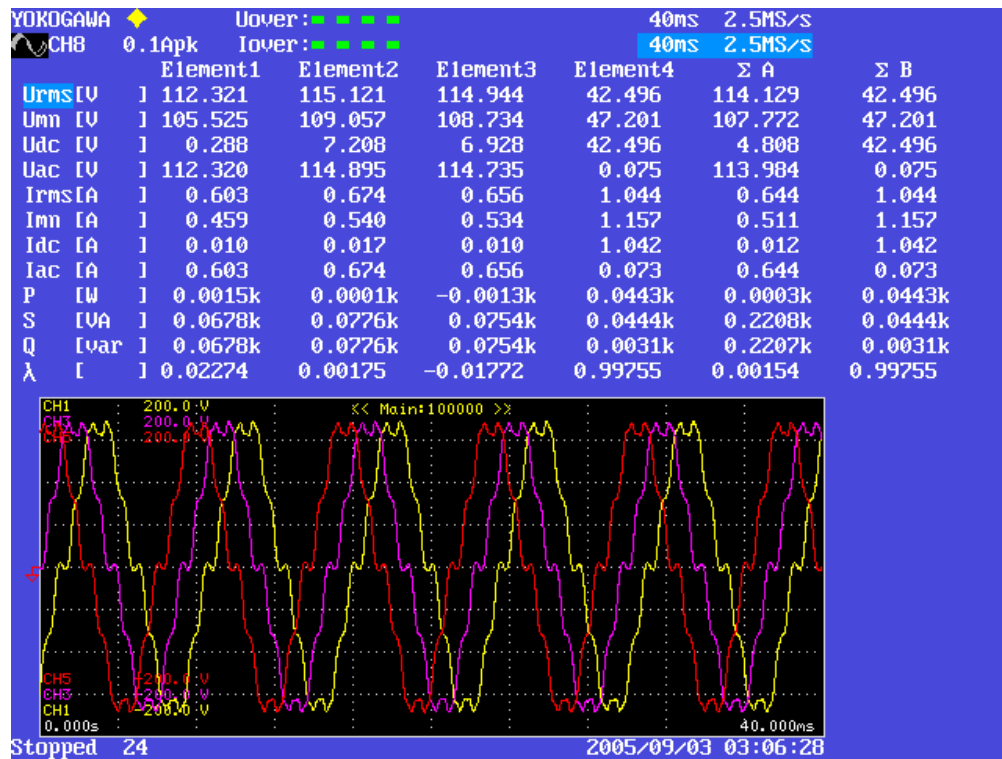 YOKOGAWA Uover: 40ms 2.5MS/s
CH8 0.1Apk Iover: 40ms 2.5MS/s
Element1 Element2 Element3 Element4 Σ A Σ B
Urms[V ] 112.321 115.121 114.944 42.496 114.129 42.496
Umn [V ] 105.525 109.057 108.734 47.201 107.772 47.201
Udc [V ] 0.288 7.208 6.928 42.496 4.808 42.496
Uac [V ] 112.320 114.895 114.735 0.075 113.984 0.075
Irms[A ] 0.603 0.674 0.656 1.044 0.644 1.044
Imn [A ] 0.459 0.540 0.534 1.157 0.511 1.157
Idc [A ] 0.010 0.017 0.010 1.042 0.012 1.042
Iac [A ] 0.603 0.674 0.656 0.073 0.644 0.073
P [W ] 0.0015k 0.0001k -0.0013k 0.0443k 0.0003k 0.0443k
S [VA ] 0.0678k 0.0776k 0.0754k 0.0444k 0.2208k 0.0444k
Q [var ] 0.0678k 0.0776k 0.0754k 0.0031k 0.2207k 0.0031k
λ [ ] 0.02274 0.00175 -0.01772 0.99755 0.00154 0.99755
CH1 200.0 V << Main:100000 >>
CH3 200.0 V
CH5 200.0 V
CH5 -200.0 V
CH3 -200.0 V
CH1 -200.0 V
0.000s 40.000ms
Stopped 24 2005/09/03 03:06:28